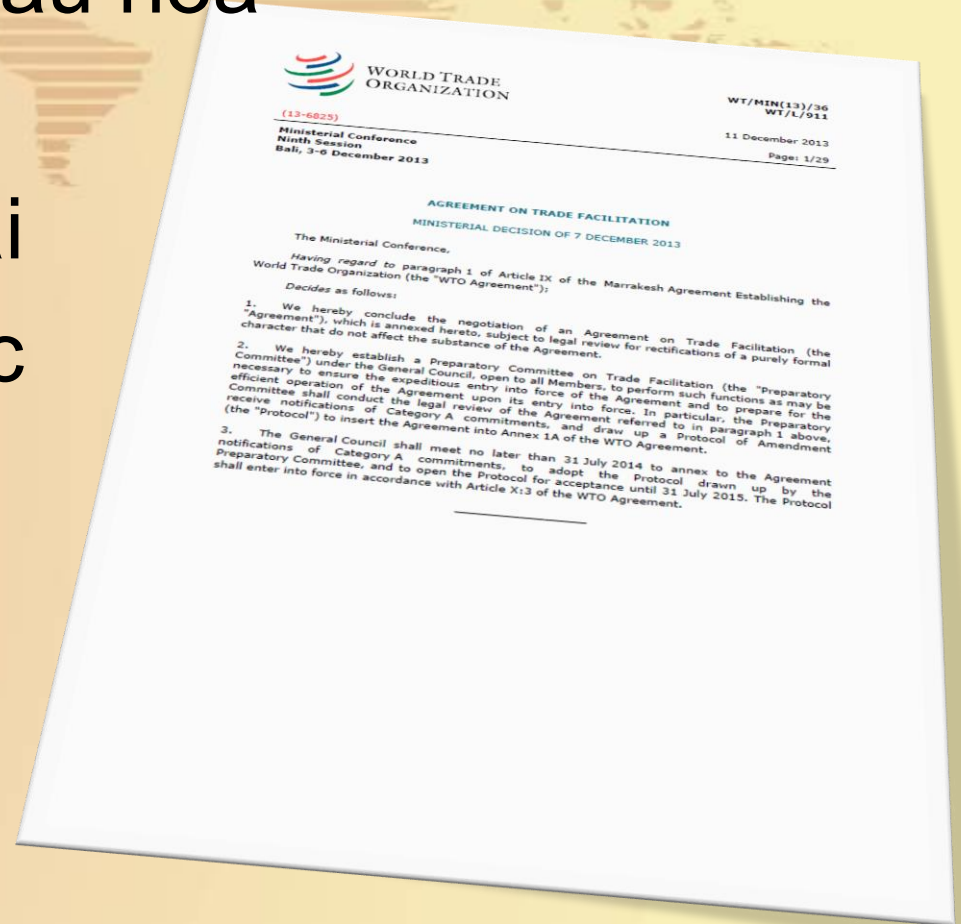 WORLD TRADE
ORGANIZATION
WT/MIN(13)/36
WT/L/911
(13-6825)
11 December 2013
Page: 1/29
Ministerial Conference
Ninth Session
Bali, 3-6 December 2013
AGREEMENT ON TRADE FACILITATION
MINISTERIAL DECISION OF 7 DECEMBER 2013
The Ministerial Conference,
Having regard to paragraph 1 of Article IX of the Marrakesh Agreement Establishing the
World Trade Organization (the "WTO Agreement");
Decides as follows:
1. We hereby conclude the negotiation of an Agreement on Trade Facilitation (the
"Agreement"), which is annexed hereto, subject to legal review for rectifications of a purely formal
character that do not affect the substance of the Agreement.
2. We hereby establish a Preparatory Committee on Trade Facilitation (the "Preparatory
Committee") under the General Council, open to all Members, to perform such functions as may be
necessary to ensure the expeditious entry into force of the Agreement and to prepare for the
efficient operation of the Agreement upon its entry into force. In particular, the Preparatory
Committee shall conduct the legal review of the Agreement referred to in paragraph 1 above,
receive notifications of Category A commitments, and draw up a Protocol of Amendment
(the "Protocol") to insert the Agreement into Annex 1A of the WTO Agreement.
3. The General Council shall meet no later than 31 July 2014 to annex to the Agreement
notifications of Category A commitments, to adopt the Protocol drawn up by the
Preparatory Committee, and to open the Protocol for acceptance until 31 July 2015. The Protocol
shall enter into force in accordance with Article X:3 of the WTO Agreement.